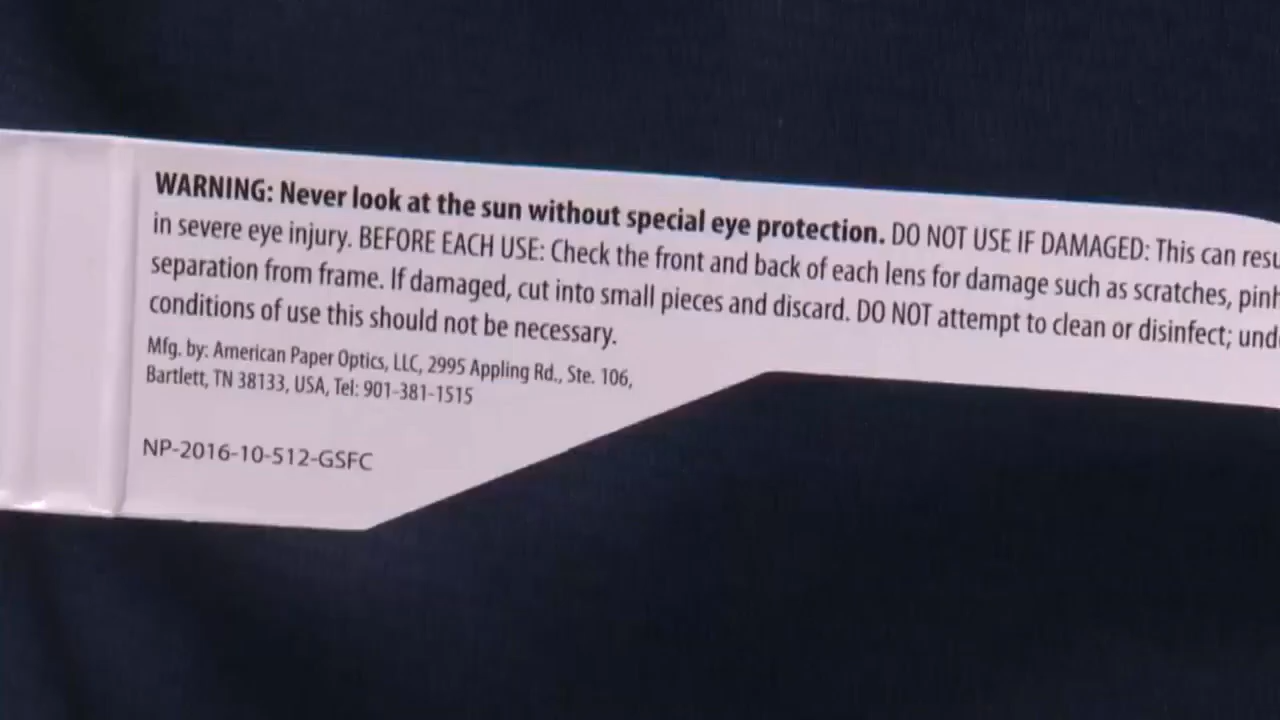 WARNING: Never look at the sun without special eye protection. DO NOT USE IF DAMAGED: This can
in severe eye injury. BEFORE EACH USE: Check the front and back of each lens for damage such as scratches,
separation from frame. If damaged, cut into small pieces and discard. DO NOT attempt to clean or disinfect;
conditions of use this should not be necessary.
Mfg. by: American Paper Optics, LLC, 2995 Appling Rd., Ste. 106,
Bartlett, TN 38133, USA, Tel: 901-381-1515
NP-2016-10-512-GSFC